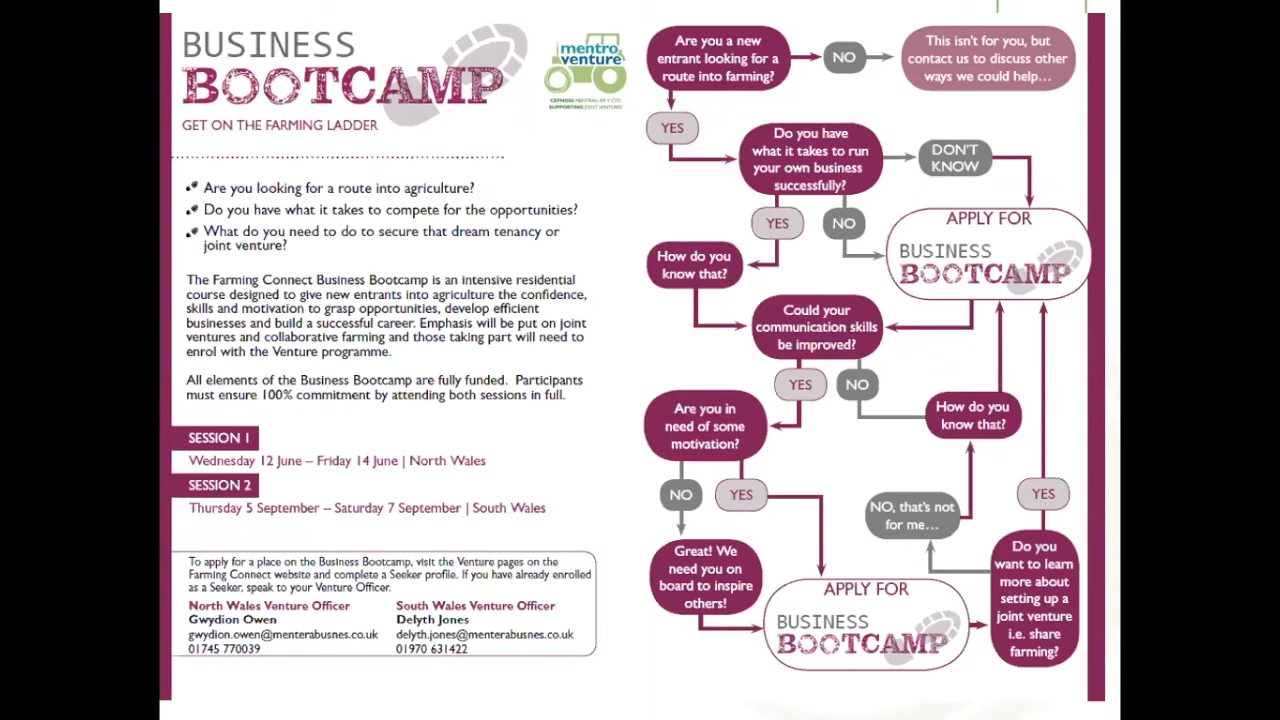 BUSINESS
BOOTCAMP
GET ON THE FARMING LADDER
mentro
venture
CEFNOGI MENTRAU AR Y CYD
SUPPORTING JOINT VENTURES
Are you looking for a route into agriculture?
Do you have what it takes to compete for the opportunities?
What do you need to do to secure that dream tenancy or
joint venture?
The Farming Connect Business Bootcamp is an intensive residential
course designed to give new entrants into agriculture the confidence,
skills and motivation to grasp opportunities, develop efficient
businesses and build a successful career. Emphasis will be put on joint
ventures and collaborative farming and those taking part will need to
enrol with the Venture programme.
All elements of the Business Bootcamp are fully funded. Participants
must ensure 100% commitment by attending both sessions in full.
SESSION 1
Wednesday 12 June – Friday 14 June | North Wales
SESSION 2
Thursday 5 September – Saturday 7 September | South Wales
To apply for a place on the Business Bootcamp, visit the Venture pages on the
Farming Connect website and complete a Seeker profile. If you have already enrolled
as a Seeker, speak to your Venture Officer.
North Wales Venture Officer
Gwydion Owen
gwydion.owen@menterabusnes.co.uk
01745 770039
South Wales Venture Officer
Delyth Jones
delyth.jones@menterabusnes.co.uk
01970 631422
Are you a new
entrant looking for a
route into farming?
NO
This isn't for you, but
contact us to discuss other
ways we could help…
YES
Do you have
what it takes to run
your own business
successfully?
DON'T
KNOW
YES
NO
APPLY FOR
BUSINESS
BOOTCAMP
How do you
know that?
Could your
communication skills
be improved?
YES
NO
How do you
know that?
Are you in
need of some
motivation?
NO
YES
NO, that's not
for me…
YES
Great! We
need you on
board to inspire
others!
APPLY FOR
BUSINESS
BOOTCAMP
Do you
want to learn
more about
setting up a
joint venture
i.e. share
farming?